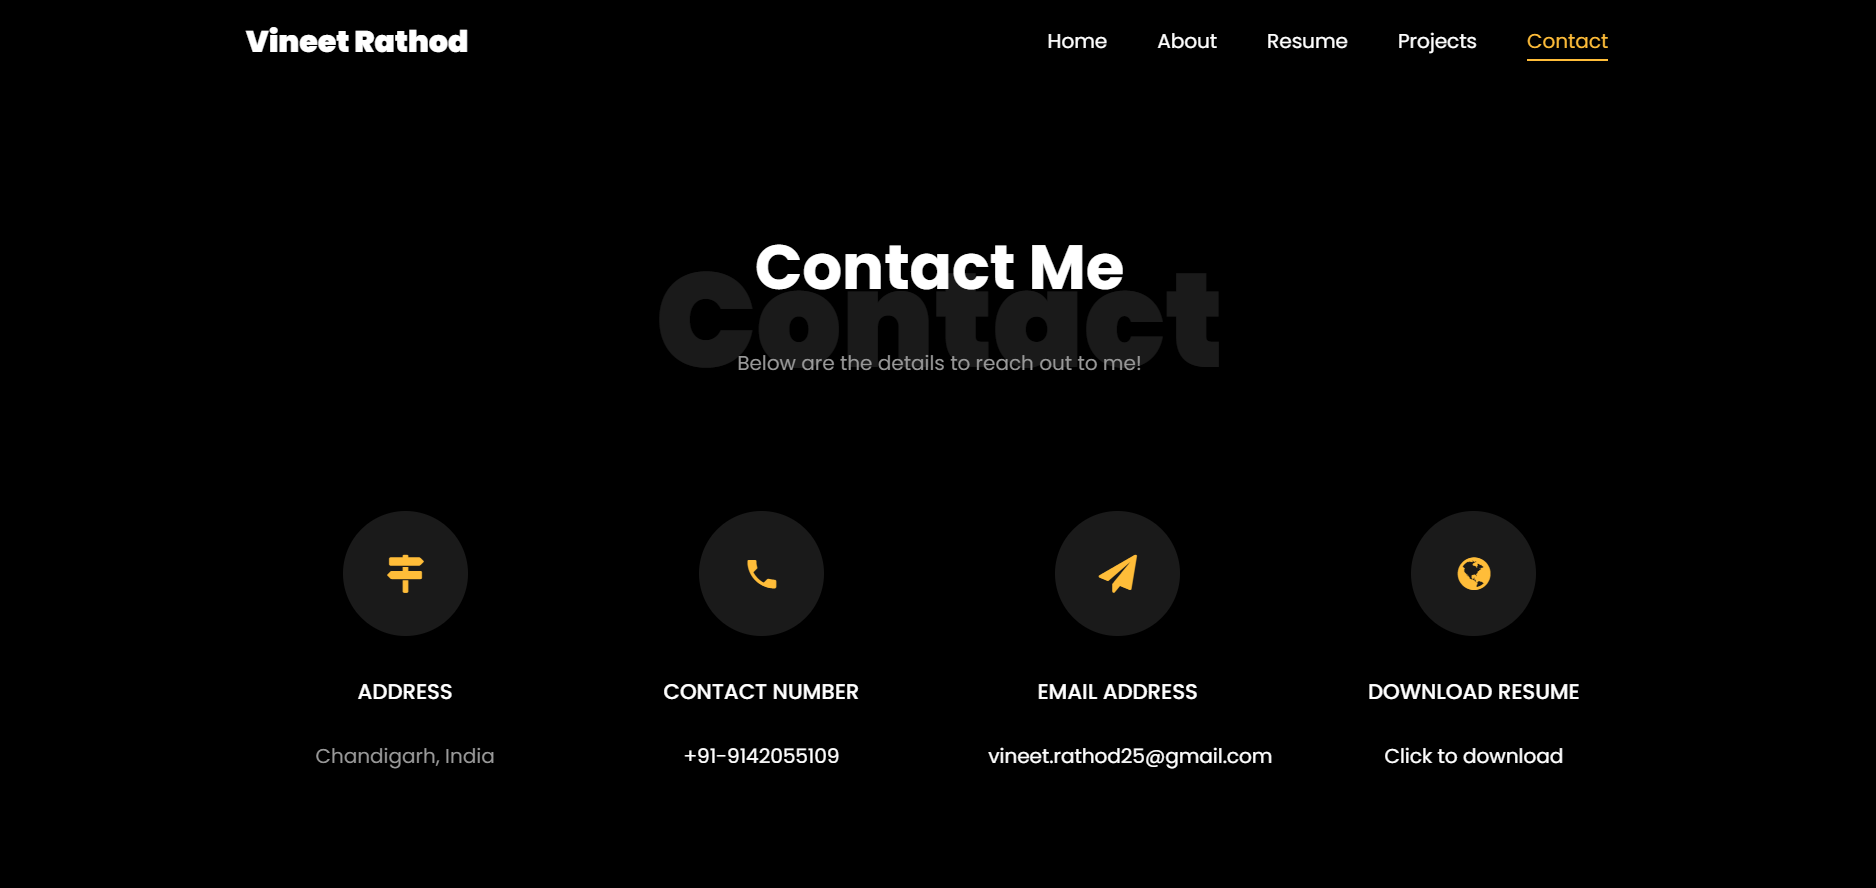 Vineet Rathod
Home About Resume Projects Contact
Contact Me
Contact
Below are the details to reach out to me!
ADDRESS CONTACT NUMBER EMAIL ADDRESS DOWNLOAD RESUME
Chandigarh, India +91-9142055109 vineet.rathod25@gmail.com Click to download